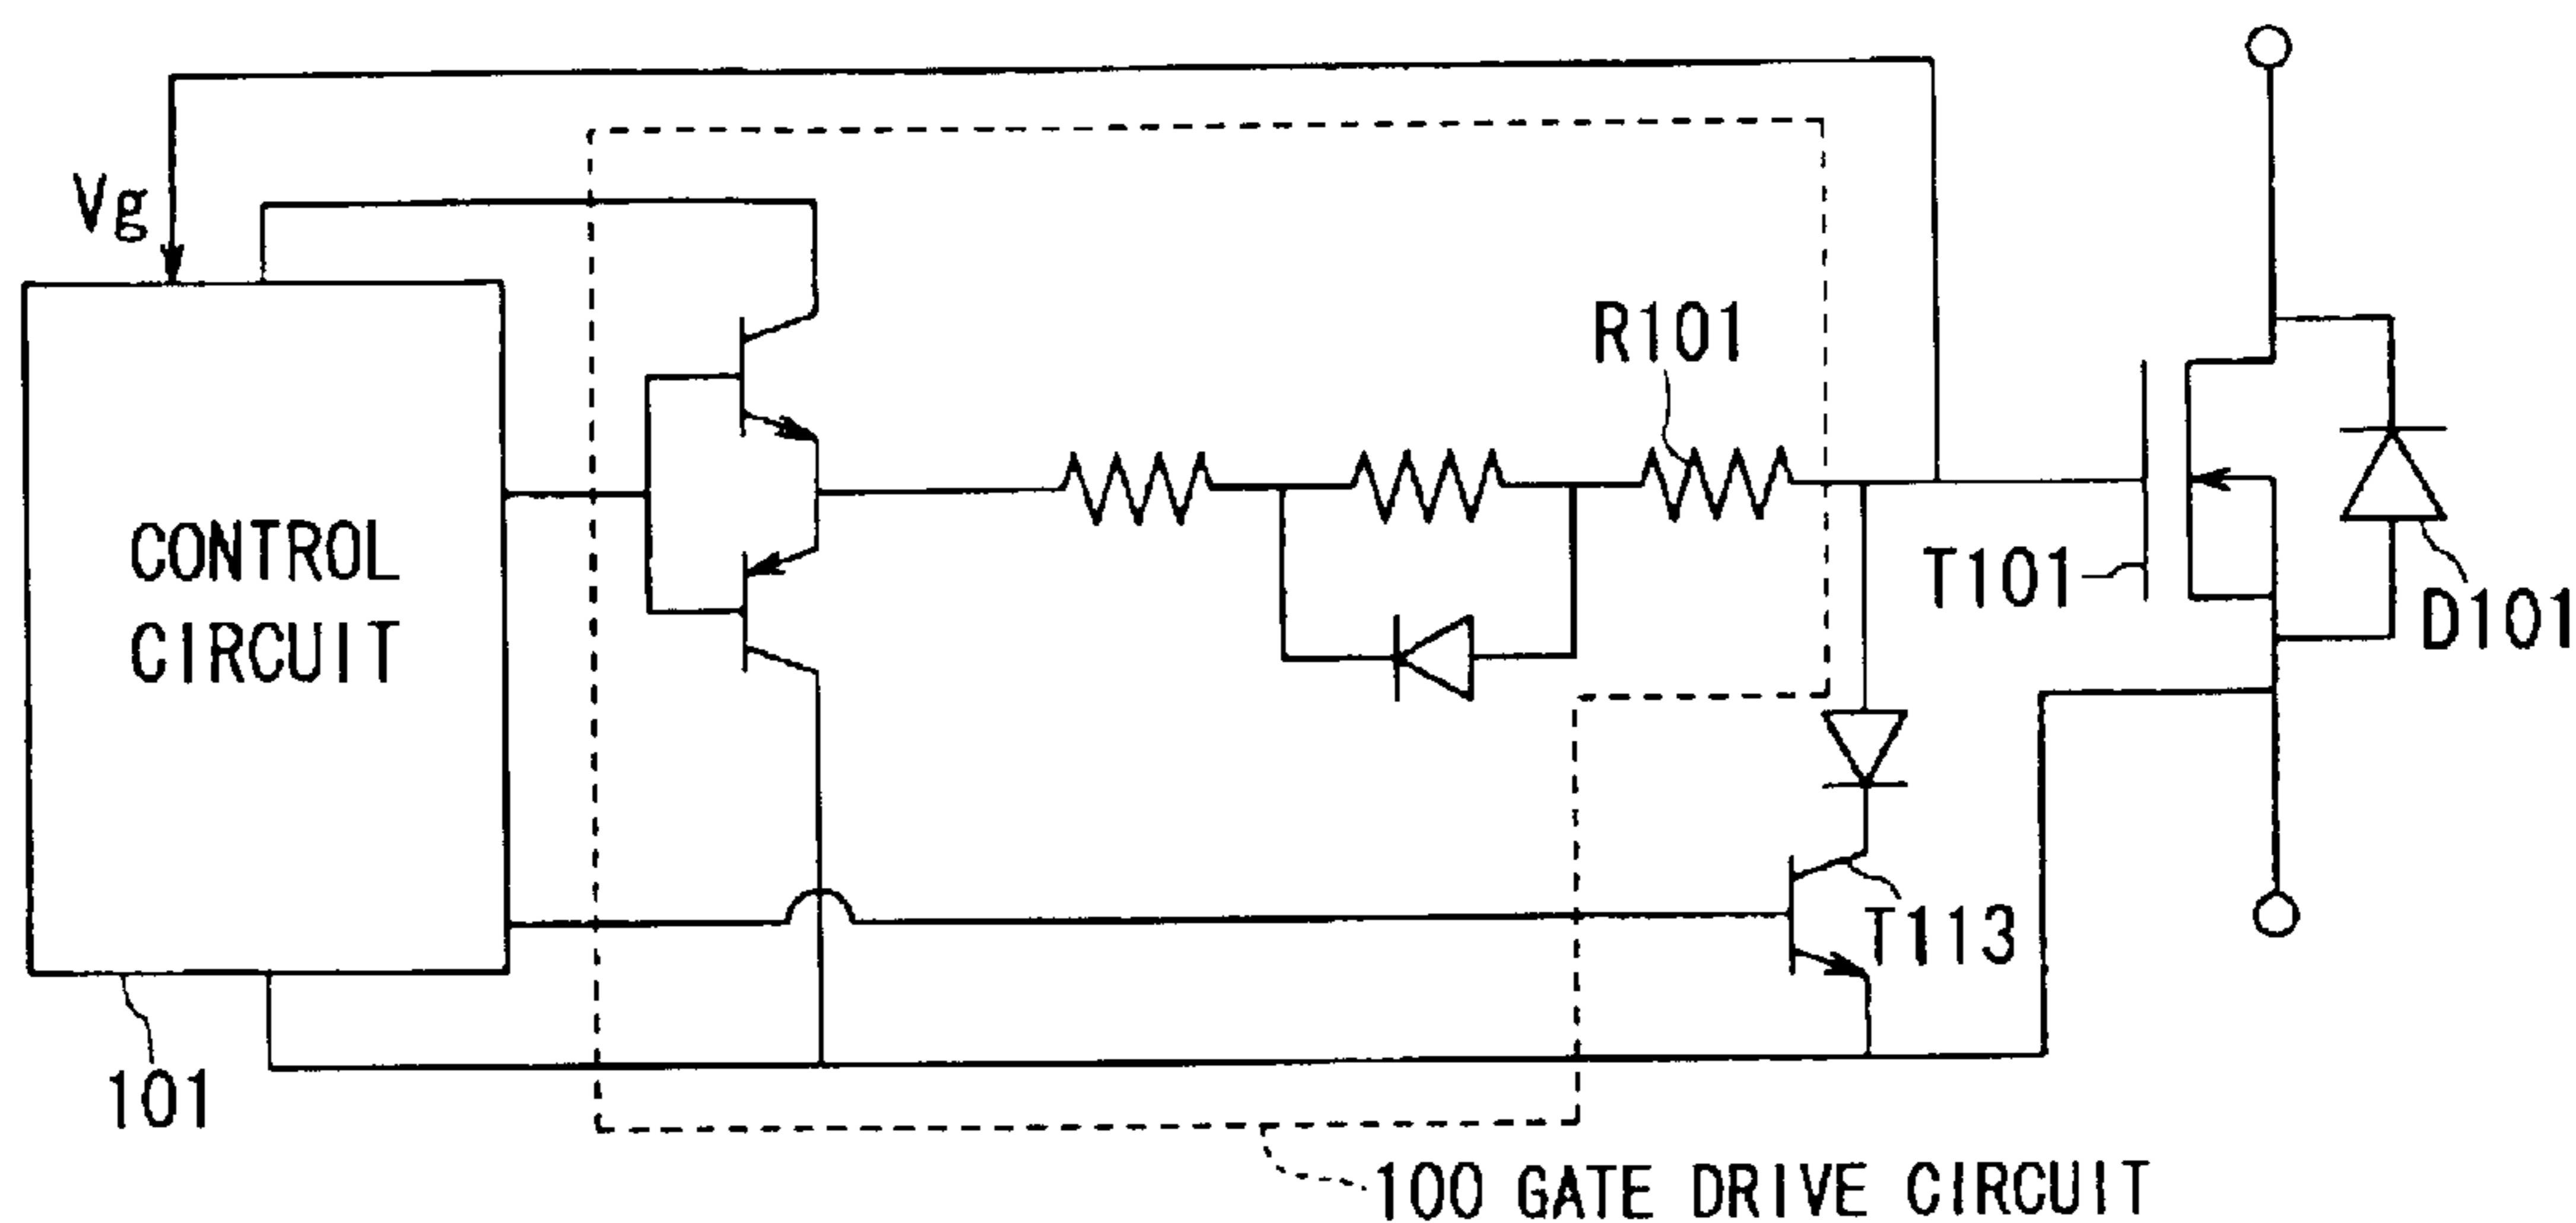 Vg
R101
CONTROL
CIRCUIT
T101
D101
T113
101
100 GATE DRIVE CIRCUIT